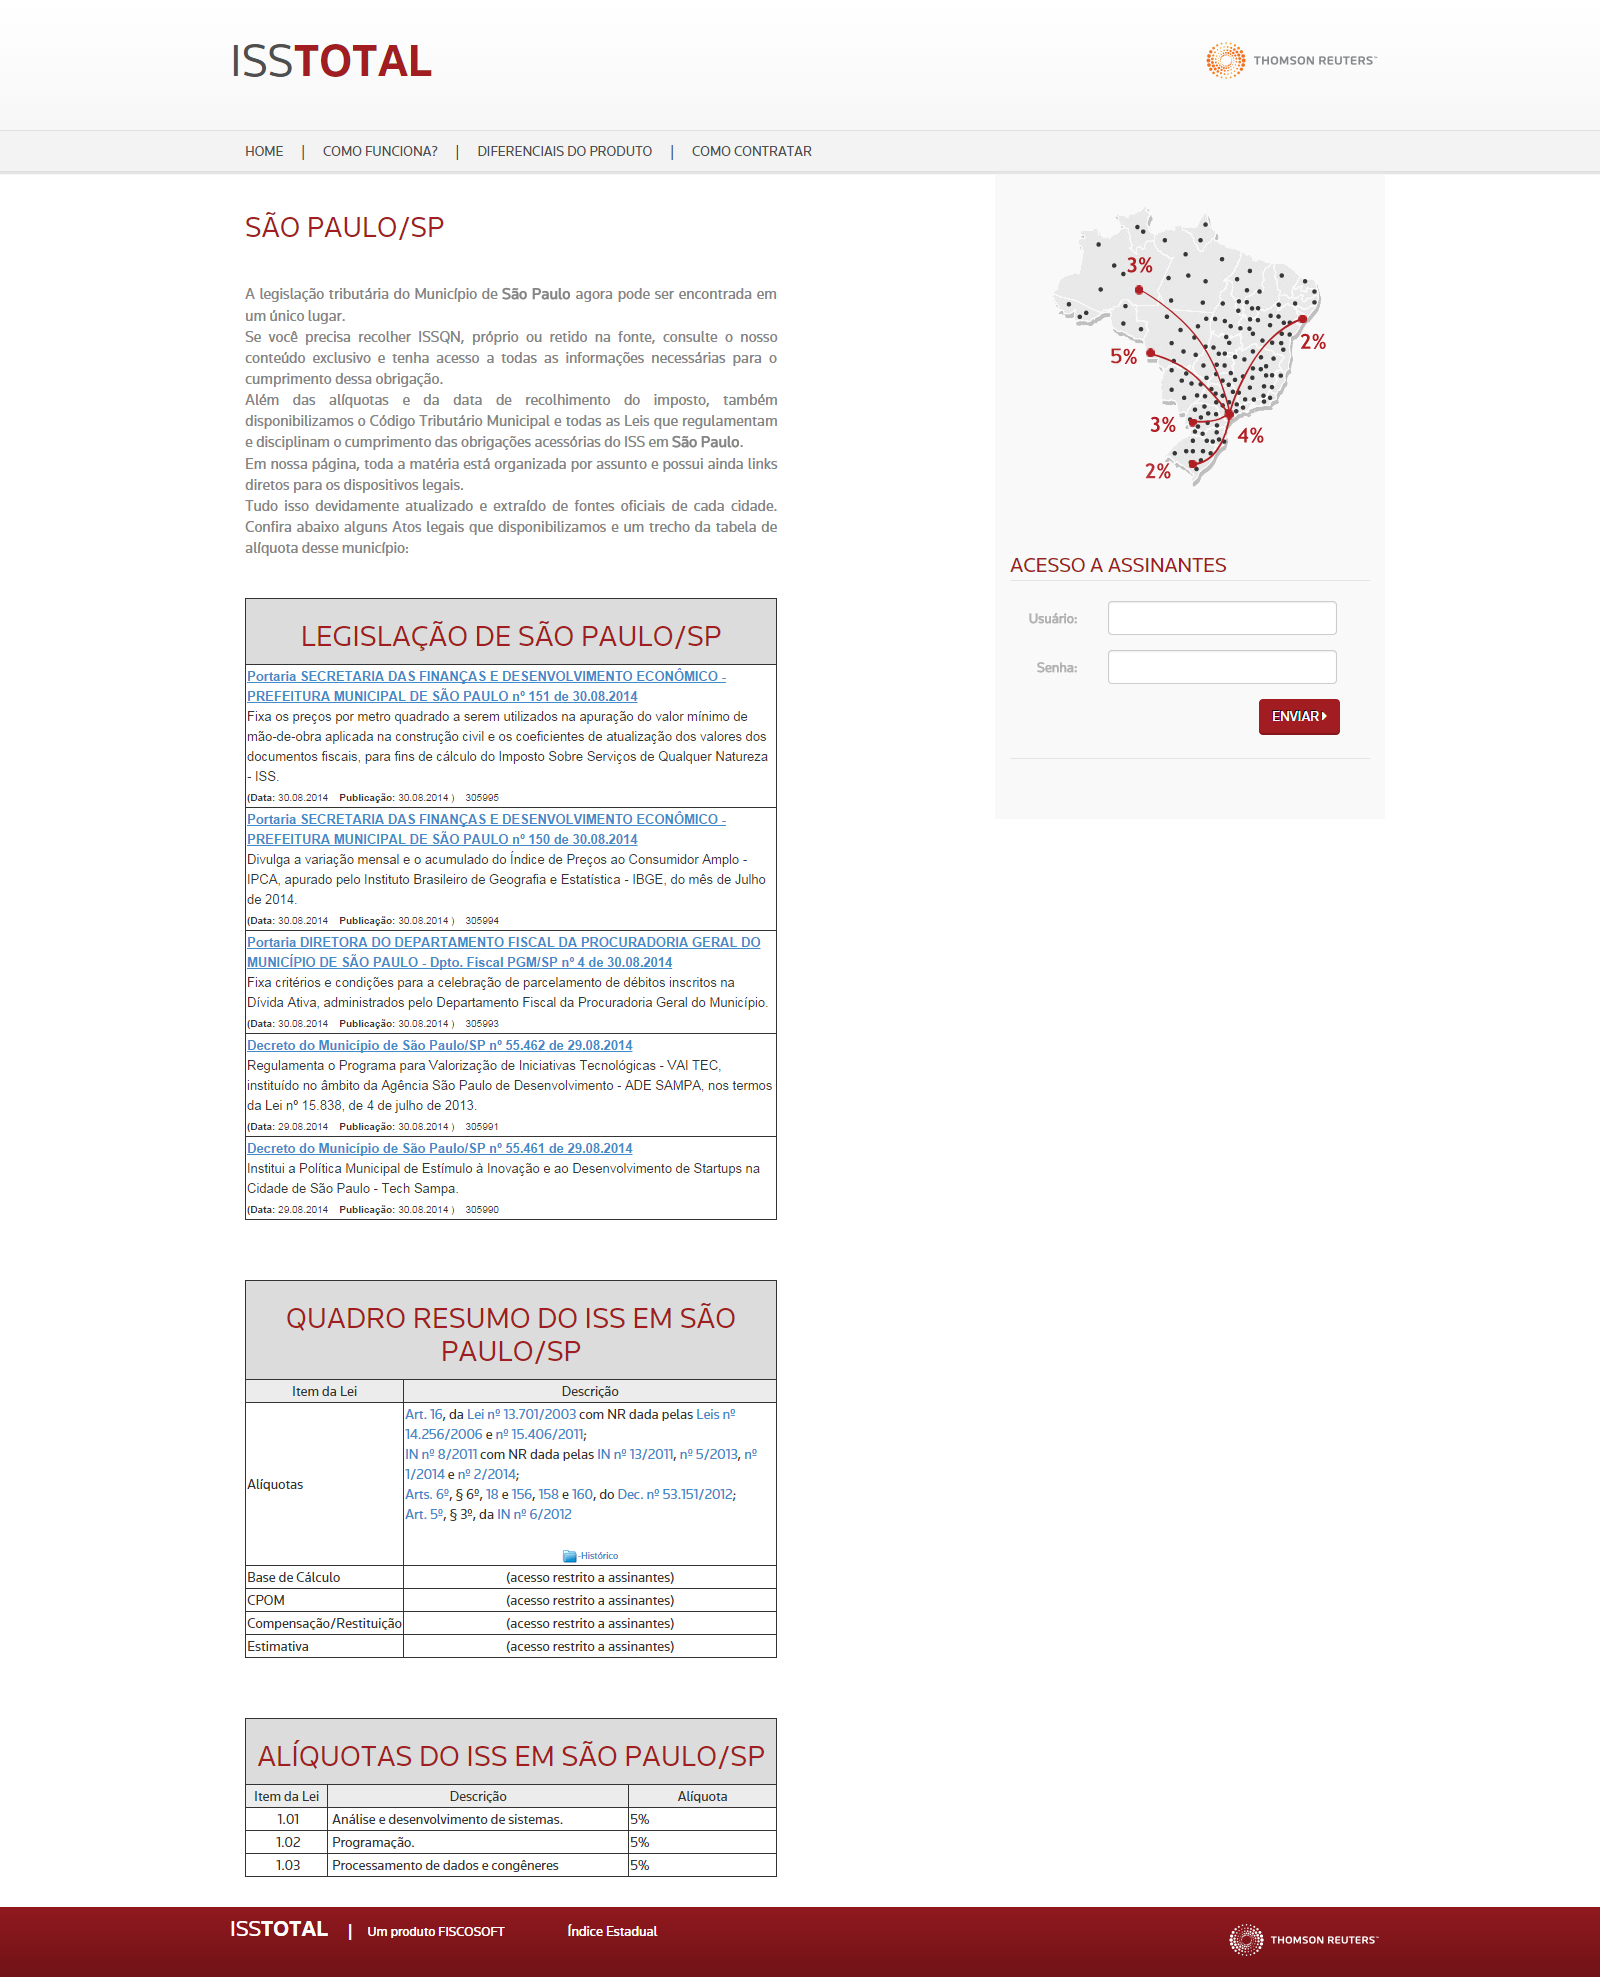 ISSTOTAL
THOMSON REUTERS™
HOME | COMO FUNCIONA? | DIFERENCIAIS DO PRODUTO | COMO CONTRATAR
SÃO PAULO/SP
A legislação tributária do Município de São Paulo agora pode ser encontrada em
um único lugar.
Se você precisa recolher ISSQN, próprio ou retido na fonte, consulte o nosso
conteúdo exclusivo e tenha acesso a todas as informações necessárias para o
cumprimento dessa obrigação.
Além das alíquotas e da data de recolhimento do imposto, também
disponibilizamos o Código Tributário Municipal e todas as Leis que regulamentam
e disciplinam o cumprimento das obrigações acessórias do ISS em São Paulo.
Em nossa página, toda a matéria está organizada por assunto e possui ainda links
diretos para os dispositivos legais.
Tudo isso devidamente atualizado e extraído de fontes oficiais de cada cidade.
Confira abaixo alguns Atos legais que disponibilizamos e um trecho da tabela de
alíquota desse município:
3%
2%
5%
3%
4%
2%
ACESSO A ASSINANTES
Usuário:
Senha:
ENVIAR
LEGISLAÇÃO DE SÃO PAULO/SP
Portaria SECRETARIA DAS FINANÇAS E DESENVOLVIMENTO ECONÔMICO -
PREFEITURA MUNICIPAL DE SÃO PAULO nº 151 de 30.08.2014
Fixa os preços por metro quadrado a serem utilizados na apuração do valor mínimo de
mão-de-obra aplicada na construção civil e os coeficientes de atualização dos valores dos
documentos fiscais, para fins de cálculo do Imposto Sobre Serviços de Qualquer Natureza
- ISS.
(Data: 30.08.2014 Publicação: 30.08.2014 ) 305995
Portaria SECRETARIA DAS FINANÇAS E DESENVOLVIMENTO ECONÔMICO -
PREFEITURA MUNICIPAL DE SÃO PAULO nº 150 de 30.08.2014
Divulga a variação mensal e o acumulado do Índice de Preços ao Consumidor Amplo -
IPCA, apurado pelo Instituto Brasileiro de Geografia e Estatística - IBGE, do mês de Julho
de 2014.
(Data: 30.08.2014 Publicação: 30.08.2014 ) 305994
Portaria DIRETORA DO DEPARTAMENTO FISCAL DA PROCURADORIA GERAL DO
MUNICÍPIO DE SÃO PAULO - Dpto. Fiscal PGM/SP nº 4 de 30.08.2014
Fixa critérios e condições para a celebração de parcelamento de débitos inscritos na
Dívida Ativa, administrados pelo Departamento Fiscal da Procuradoria Geral do Município.
(Data: 30.08.2014 Publicação: 30.08.2014 ) 305993
Decreto do Município de São Paulo/SP nº 55.462 de 29.08.2014
Regulamenta o Programa para Valorização de Iniciativas Tecnológicas - VAI TEC,
instituído no âmbito da Agência São Paulo de Desenvolvimento - ADE SAMPA, nos termos
da Lei nº 15.838, de 4 de julho de 2013.
(Data: 29.08.2014 Publicação: 30.08.2014 ) 305991
Decreto do Município de São Paulo/SP nº 55.461 de 29.08.2014
Institui a Política Municipal de Estímulo à Inovação e ao Desenvolvimento de Startups na
Cidade de São Paulo - Tech Sampa.
(Data: 29.08.2014 Publicação: 30.08.2014 ) 305990
QUADRO RESUMO DO ISS EM SÃO
PAULO/SP
Item da Lei Descrição
Alíquotas
Art. 16, da Lei nº 13.701/2003 com NR dada pelas Leis nº
14.256/2006 e nº 15.406/2011;
IN nº 8/2011 com NR dada pelas IN nº 13/2011, nº 5/2013, nº
1/2014 e nº 2/2014;
Arts. 6º, § 6º, 18 e 156, 158 e 160, do Dec. nº 53.151/2012;
Art. 5º, § 3º, da IN nº 6/2012
-Histórico
Base de Cálculo (acesso restrito a assinantes)
CPOM (acesso restrito a assinantes)
Compensação/Restituição (acesso restrito a assinantes)
Estimativa (acesso restrito a assinantes)
ALÍQUOTAS DO ISS EM SÃO PAULO/SP
Item da Lei Descrição Alíquota
1.01 Análise e desenvolvimento de sistemas. 5%
1.02 Programação. 5%
1.03 Processamento de dados e congêneres 5%
ISSTOTAL | Um produto FISCOSOFT Índice Estadual
THOMSON REUTERS™